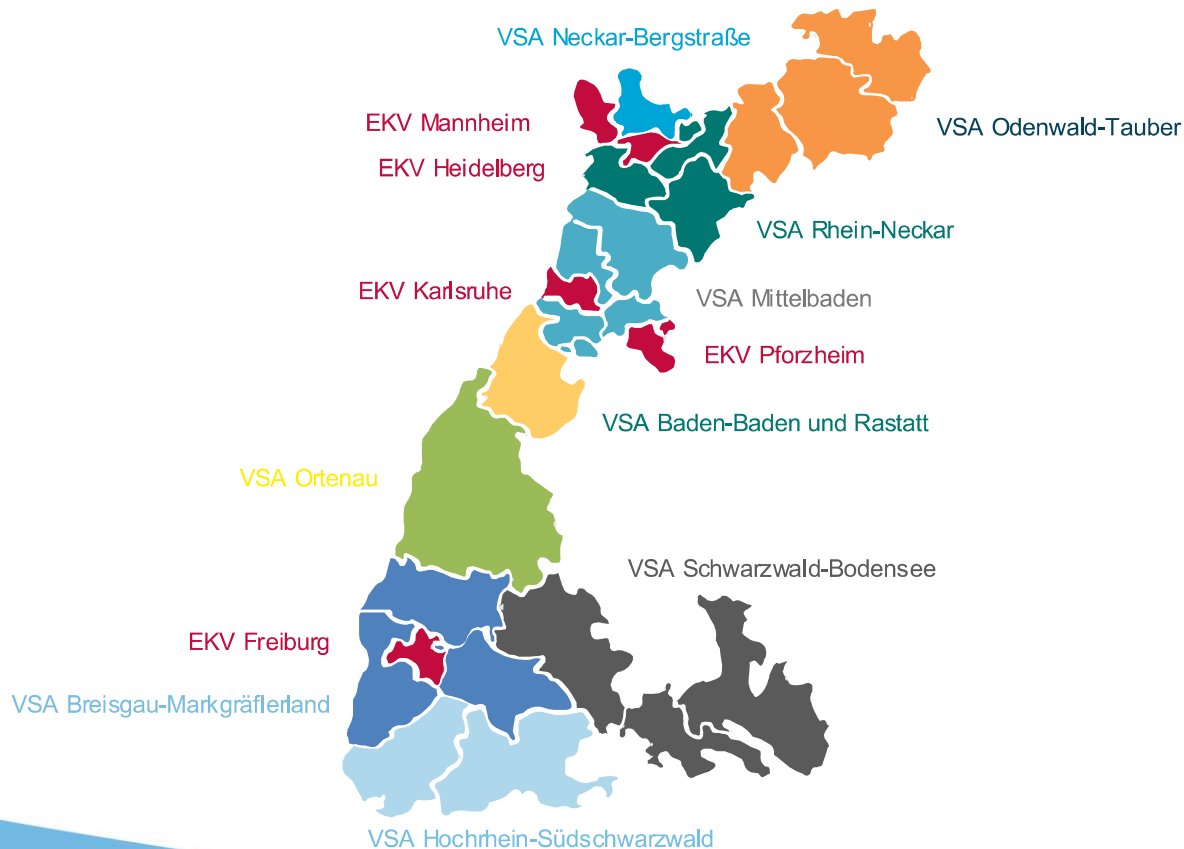 VSA Neckar-Bergstraße
EKV Mannheim
VSA Odenwald-Tauber
EKV Heidelberg
VSA Rhein-Neckar
EKV Karlsruhe
VSA Mittelbaden
EKV Pforzheim
VSA Baden-Baden und Rastatt
VSA Ortenau
VSA Schwarzwald-Bodensee
EKV Freiburg
VSA Breisgau-Markgräflerland
VSA Hochrhein-Südschwarzwald